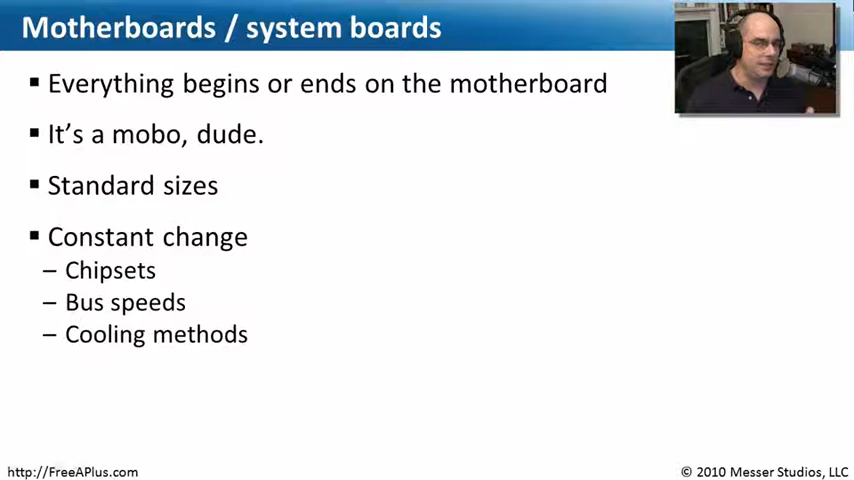 Motherboards / system boards
▪ Everything begins or ends on the motherboard
▪ It's a mobo, dude.
▪ Standard sizes
▪ Constant change
– Chipsets
– Bus speeds
– Cooling methods
http://FreeAPlus.com
© 2010 Messer Studios, LLC